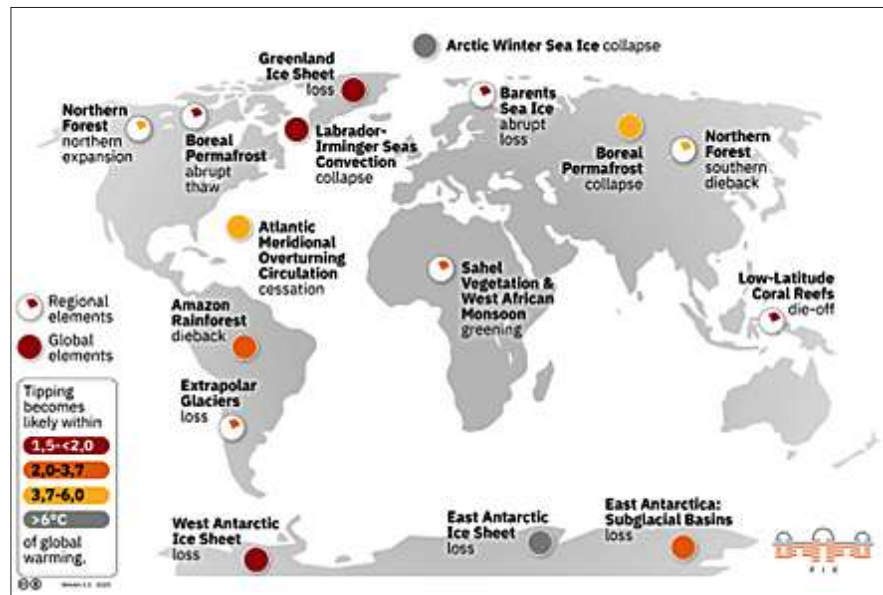 Arctic Winter Sea Ice collapse
Greenland
Ice Sheet
loss
Northern
Forest
northern
expansion
Boreal
Permafrost
abrupt
thaw
Labrador-
Irminger Seas
Convection
collapse
Barents
Sea Ice
abrupt
loss
Boreal
Permafrost
collapse
Northern
Forest
southern
dieback
Atlantic
Meridional
Overturning
Circulation
cessation
Sahel
Vegetation &
West African
Monsoon
greening
Low-Latitude
Coral Reefs
die-off
Regional
elements
Global
elements
Amazon
Rainforest
dieback
Extrapolar
Glaciers
loss
Tipping
becomes
likely within
1,5-<2,0
2,0-3,7
3,7-6,0
>6°C
of global
warming.
West Antarctic
Ice Sheet
loss
East Antarctic
Ice Sheet
loss
East Antarctica:
Subglacial Basins
loss
P I K